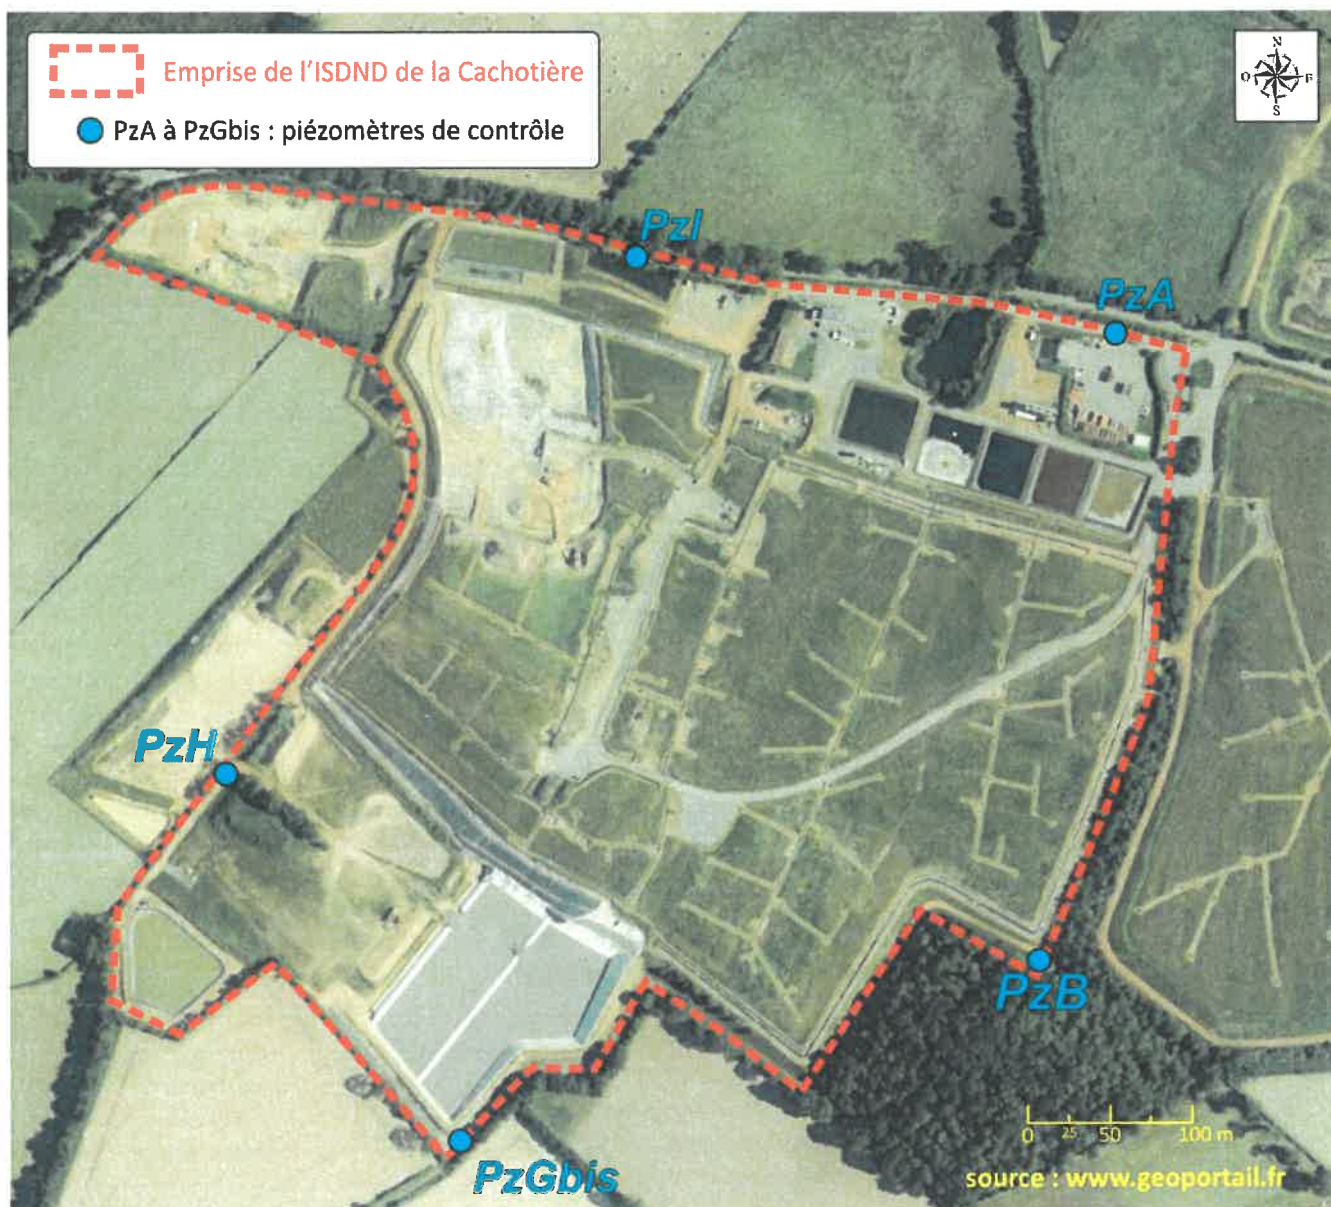 Emprise de l'ISDND de la Cachotière
PzA à PzGbis : piézomètres de contrôle
N
O E
S
PzI
PzA
PzH
PzB
PzGbis
0 25 50 100 m
source : www.geoportail.fr